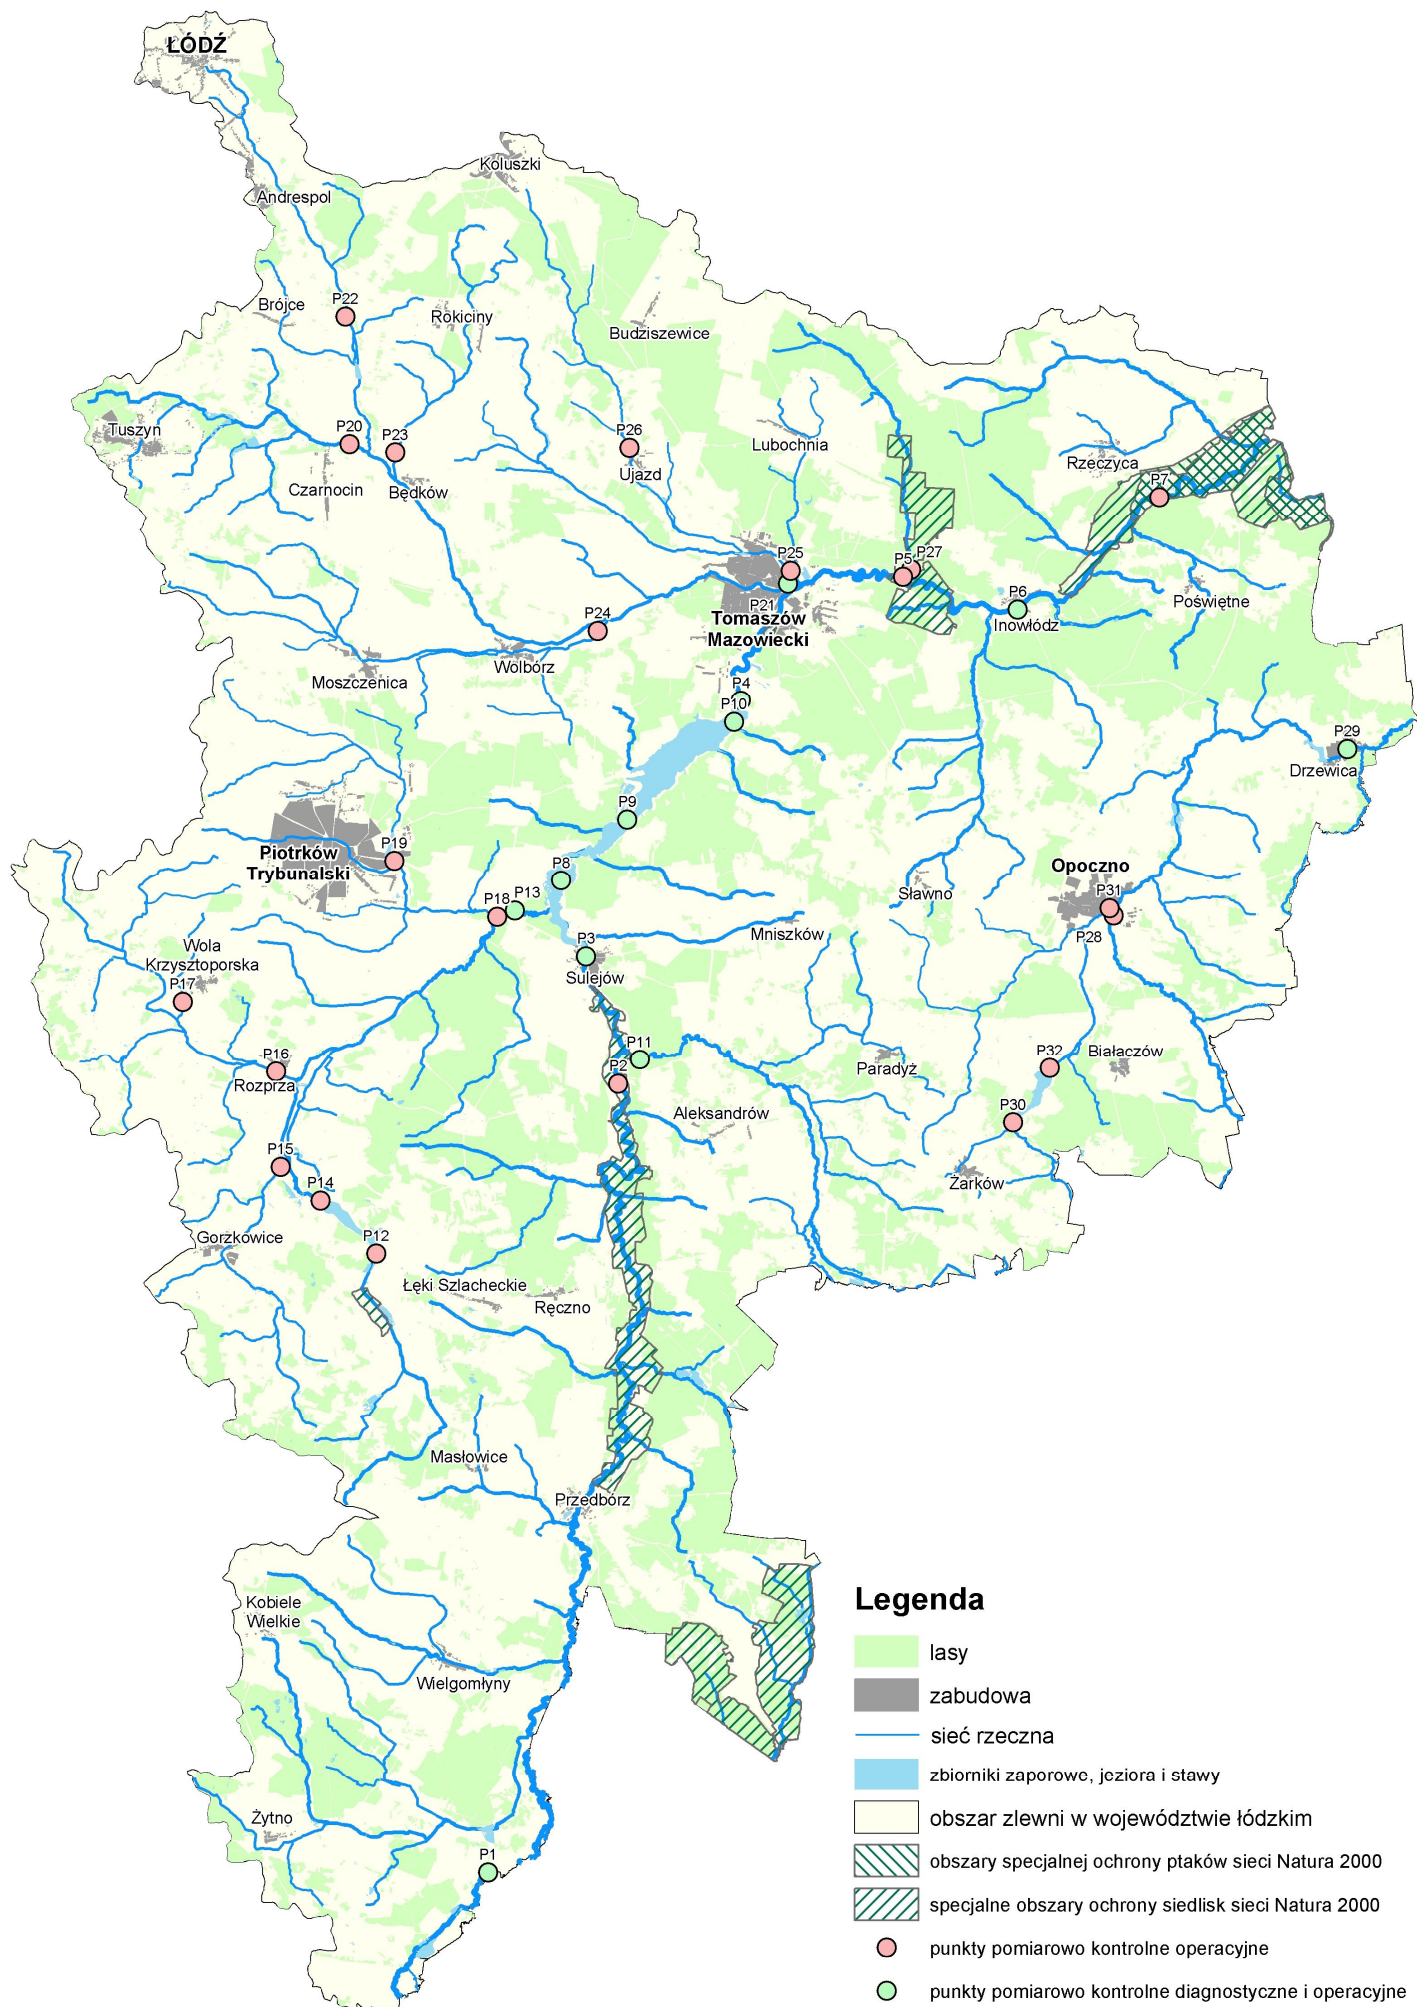 ŁÓDŹ
Koluszki
Andrespol
P22
Brójce
Rokiciny
Budziszewice
Tuszyn
P20
P23
P26
Lubochnia
Ujazd
Rzeczyca
P7
Czarnocin
Będków
P25
P5
P27
P6
P21
Tomaszów
Mazowiecki
Inowłódz
Poświętne
P24
Wolbórz
Moszczenica
P4
P10
P29
Drzewica
P9
P19
Piotrków
Trybunalski
P8
Opoczno
P18
P13
Sławno
P31
P28
Mniszków
Wola
Krzysztoporska
P3
Sulejów
P17
P11
P16
Rozprza
P2
Paradyż
P32
Białaczów
Aleksandrów
P30
P15
P14
Żarków
Gorzkowice
P12
Łęki Szlacheckie
Ręczno
Masłowice
Przedbórz
Kobiele
Wielkie
Wielgomłyny
Żytno
P1
Legenda
lasy
zabudowa
sieć rzeczna
zbiorniki zaporowe, jeziora i stawy
obszar zlewni w województwie łódzkim
obszary specjalnej ochrony ptaków sieci Natura 2000
specjalne obszary ochrony siedlisk sieci Natura 2000
punkty pomiarowo kontrolne operacyjne
punkty pomiarowo kontrolne diagnostyczne i operacyjne